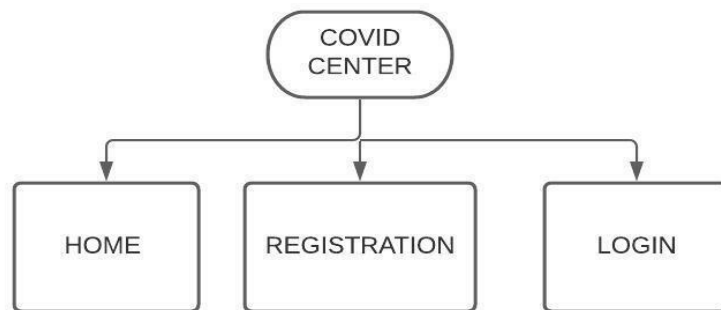 COVID
CENTER
HOME
REGISTRATION
LOGIN